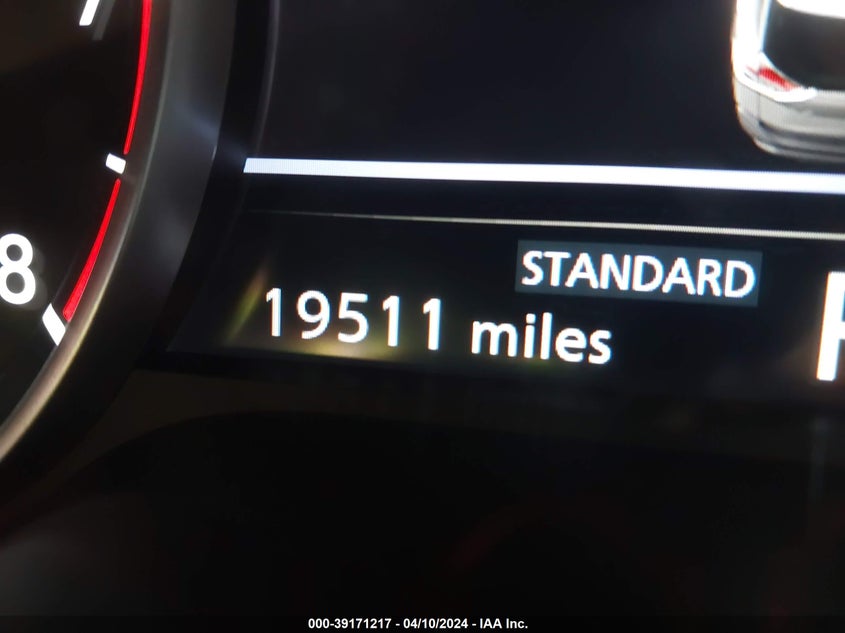 8
STANDARD
19511 miles
000-39171217 - 04/10/2024 - IAA Inc.